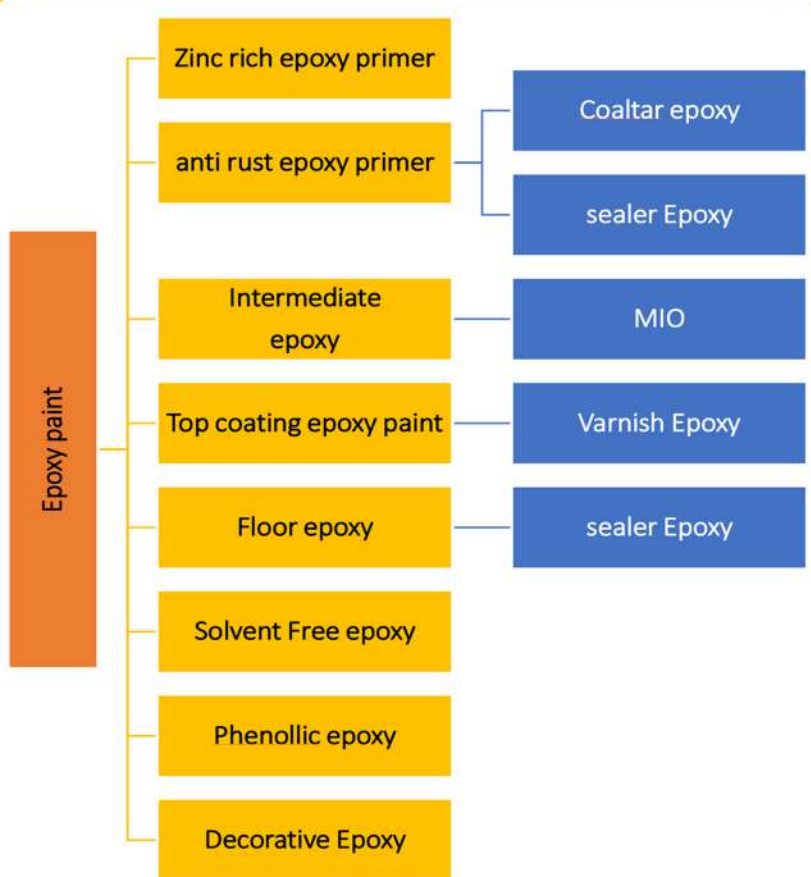 Epoxy paint
Zinc rich epoxy primer
anti rust epoxy primer
Coaltar epoxy
sealer Epoxy
Intermediate
epoxy
MIO
Top coating epoxy paint
Varnish Epoxy
Floor epoxy
sealer Epoxy
Solvent Free epoxy
Phenollic epoxy
Decorative Epoxy